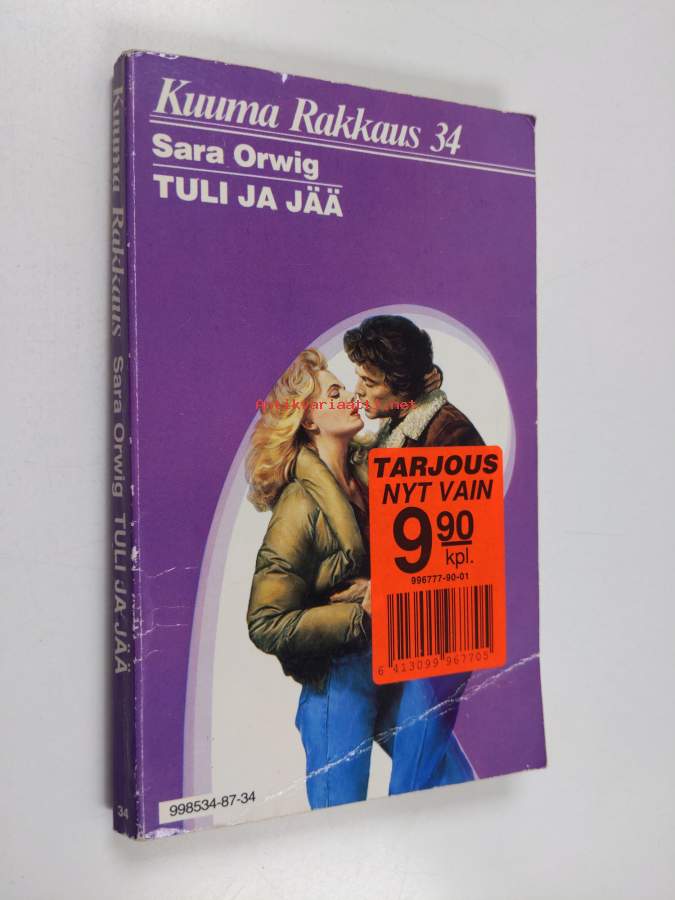 Kuuma Rakkaus 34
Sara Orwig
TULI JA JÄÄ
Kuuma Rakkaus Sara Orwig TULI JA JÄÄ
34
Antikvariaatti.net
TARJOUS
NYT VAIN
9 90
kpl.
996777-90-01
6 413099 967705
998534-87-34